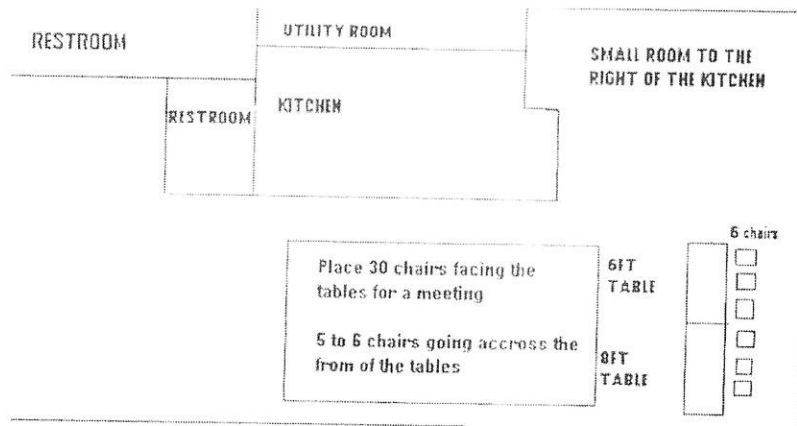 RESTROOM
UTILITY ROOM
SMALL ROOM TO THE
RIGHT OF THE KITCHEN
RESTROOM
KITCHEN
6 chairs
Place 30 chairs facing the
tables for a meeting
5 to 6 chairs going accross the
from of the tables
6FT
TABLE
8FT
TABLE